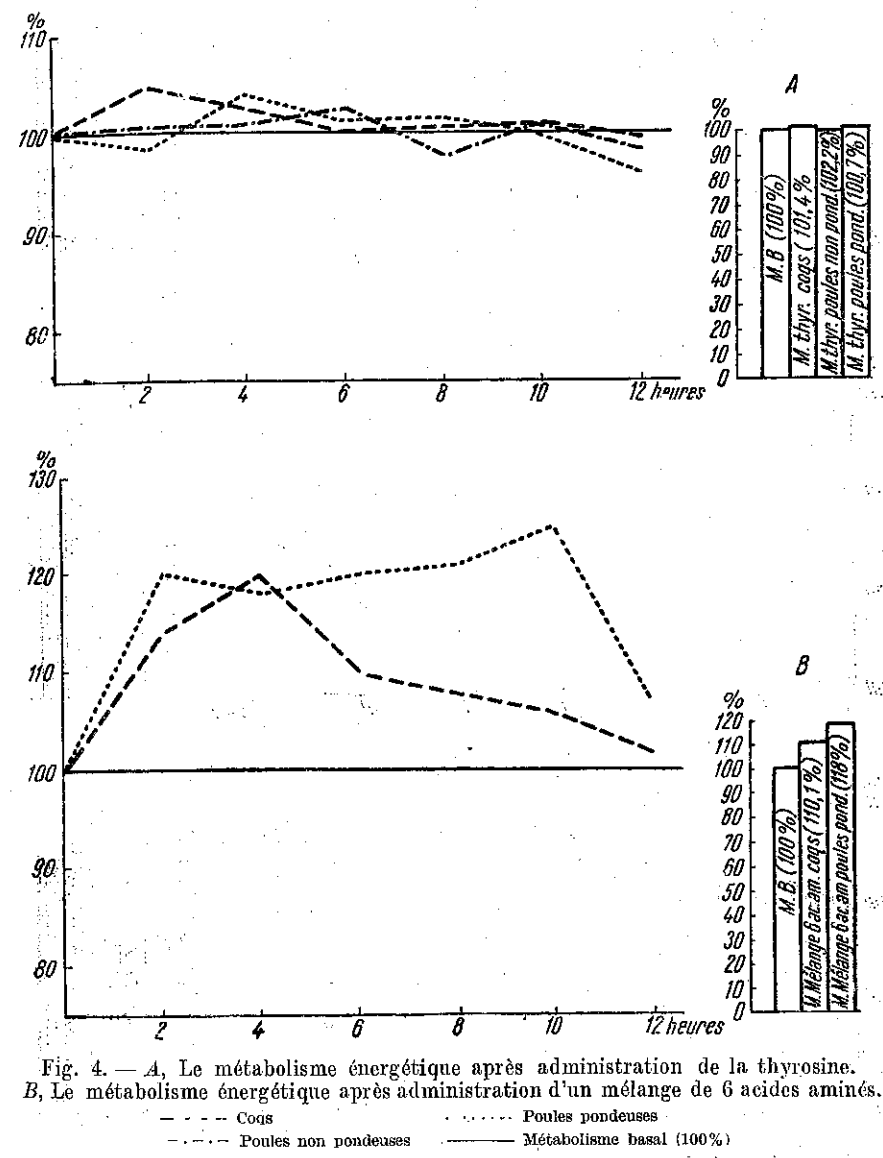 %
110
100
90
80
2 4 6 8 10 12 heures
A
%
100
90
80
70
60
50
40
30
20
10
0
M.B (100%)
M. thyr. coqs (101,4%
M. thyr. poules non pond. (102,2%)
M. thyr. poules pond. (100,7%)
%
130
120
110
100
90
80
2 4 6 8 10 12 heures
B
%
120
110
100
90
80
70
60
50
40
30
20
10
0
M.B. (100%)
M. Mélange 6 ac. am. coqs (110,1%)
M. Mélange 6 ac. am poules pond. (118%)
Fig. 4. — A, Le métabolisme énergétique après administration de la thyrosine.
B, Le métabolisme énergétique après administration d'un mélange de 6 acides aminés.
Coqs Poules pondeuses
Poules non pondeuses Métabolisme basal (100%)